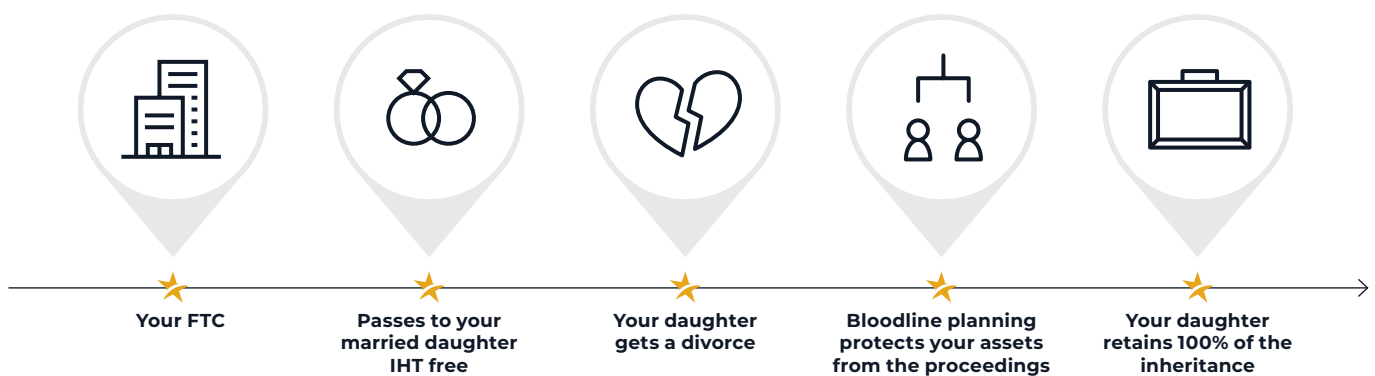 Your FTC
Passes to your
married daughter
IHT free
Your daughter
gets a divorce
Bloodline planning
protects your assets
from the proceedings
Your daughter
retains 100% of the
inheritance